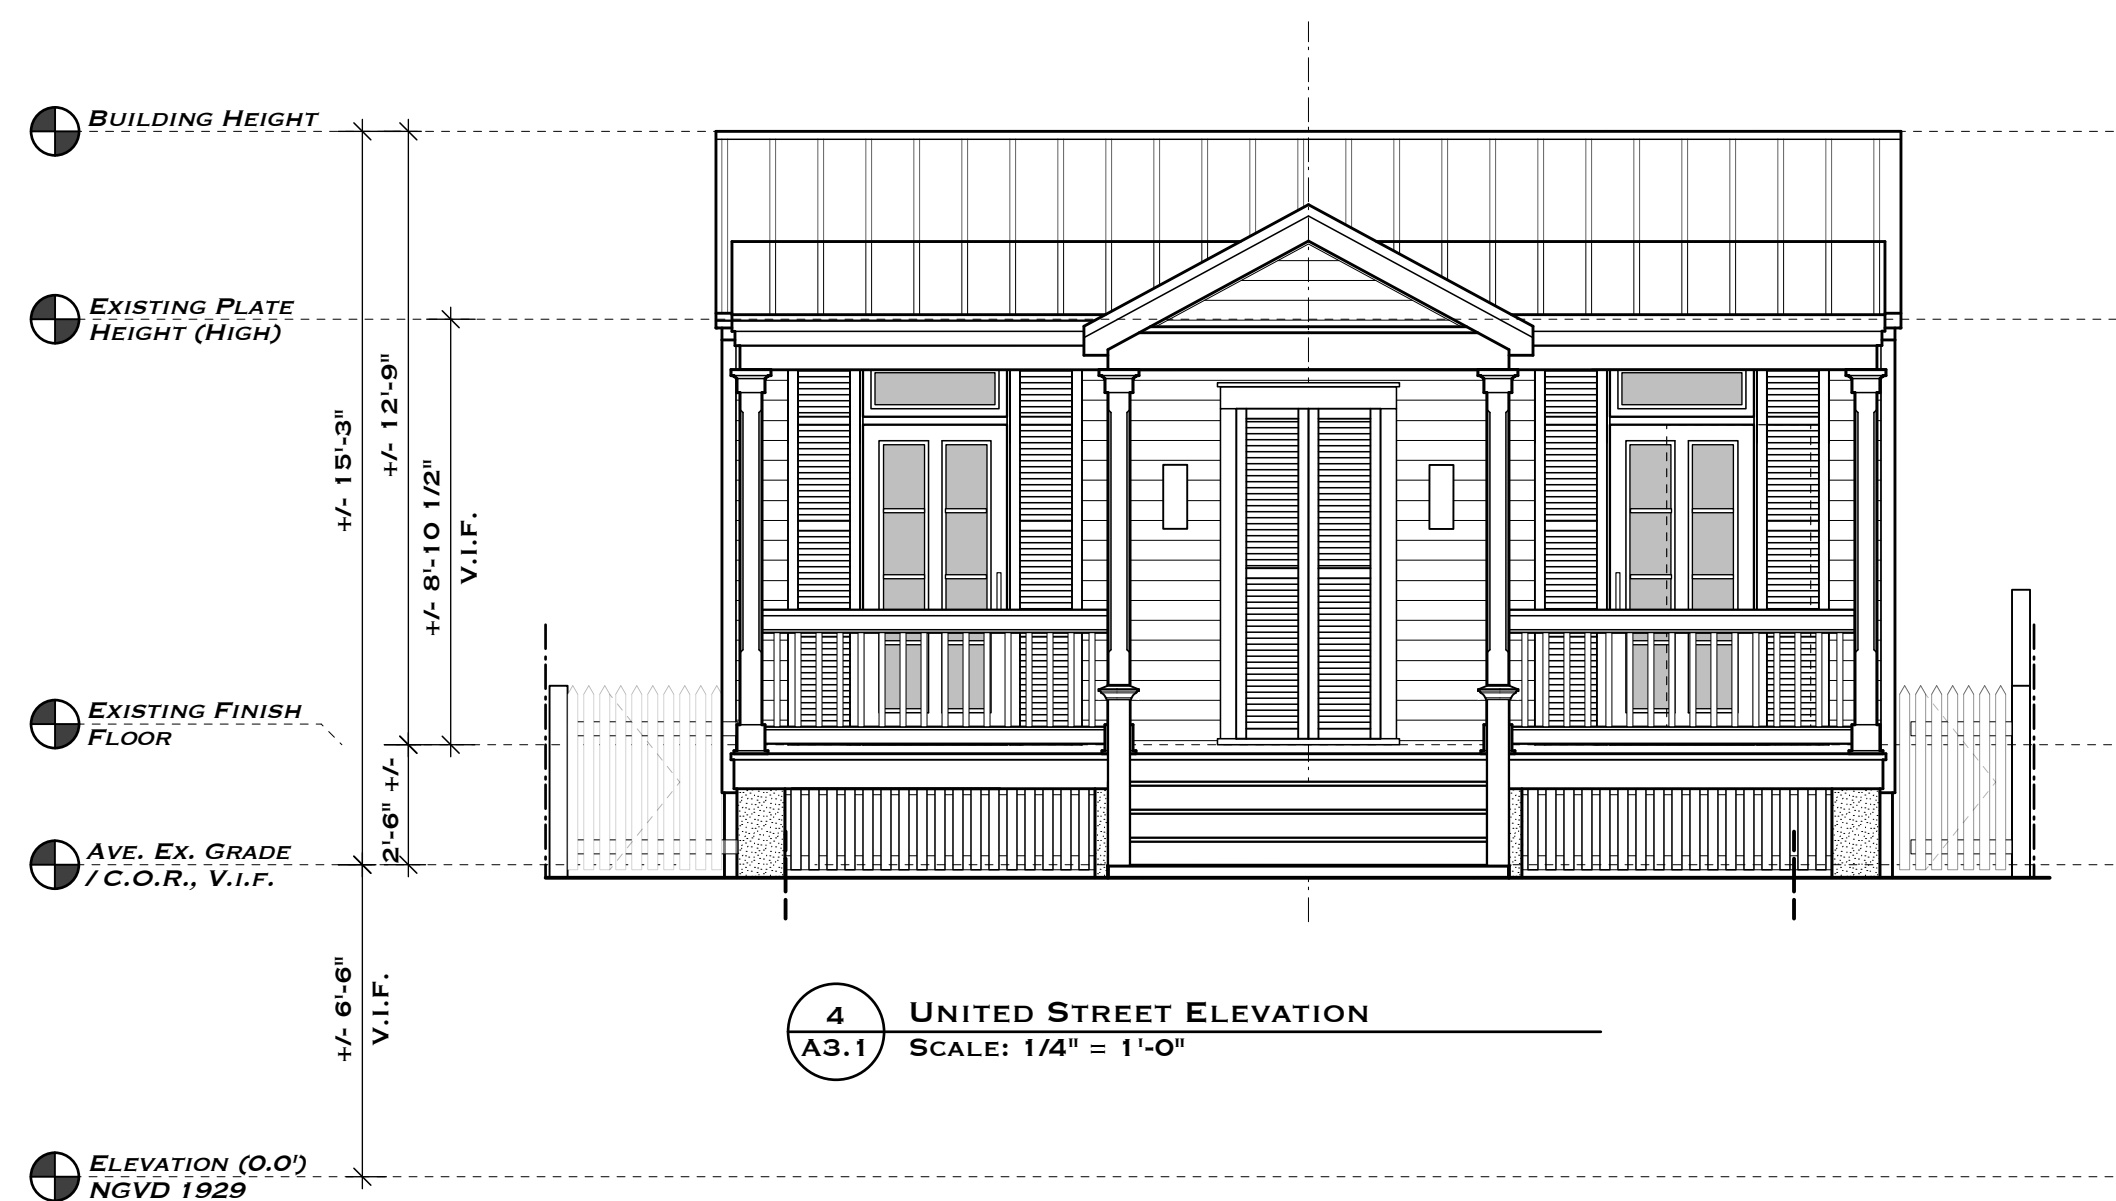 BUILDING HEIGHT
EXISTING PLATE
HEIGHT (HIGH)
+/- 15'-3"
+/- 12'-9"
+/- 8'-10 1/2"
V.I.F.
EXISTING FINISH
FLOOR
2'-6" +/-
AVE. EX. GRADE
/ C.O.R., V.I.F.
+/- 6'-6"
V.I.F.
4
A3.1
UNITED STREET ELEVATION
SCALE: 1/4" = 1'-0"
ELEVATION (0.0')
NGVD 1929